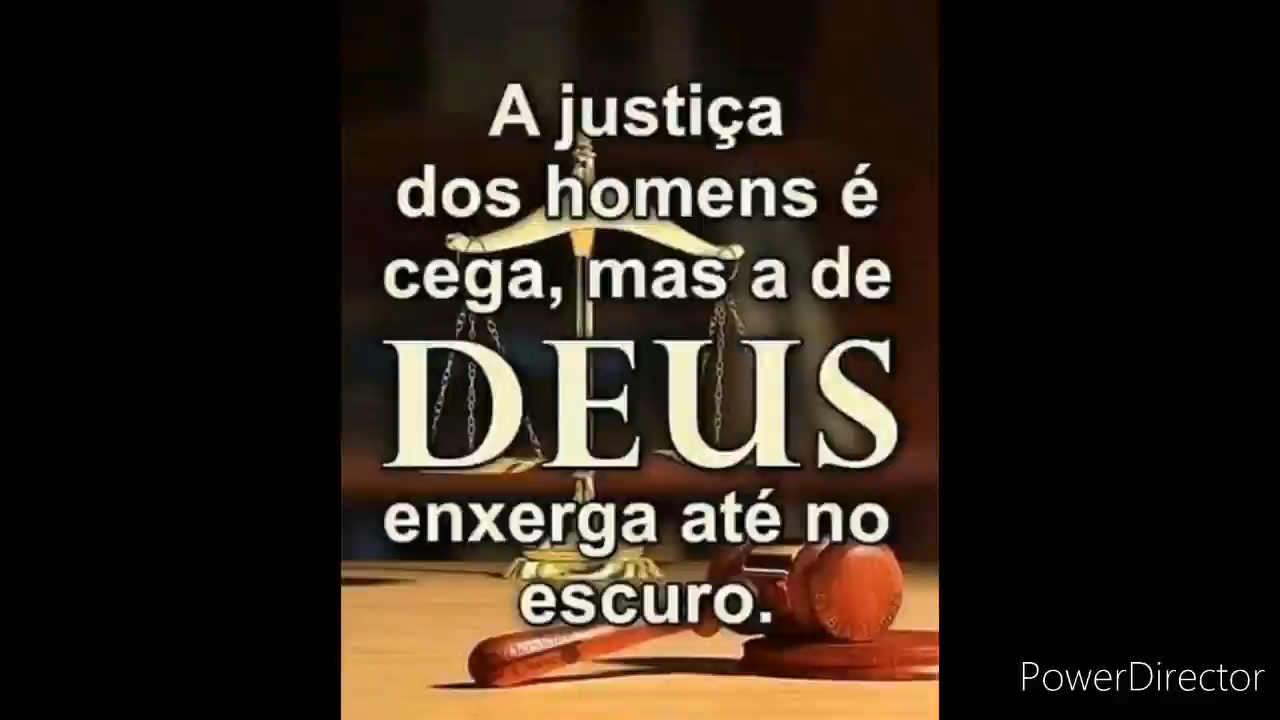 A justiça
dos homens é
cega, mas a de
DEUS
enxerga até no
escuro.
PowerDirector